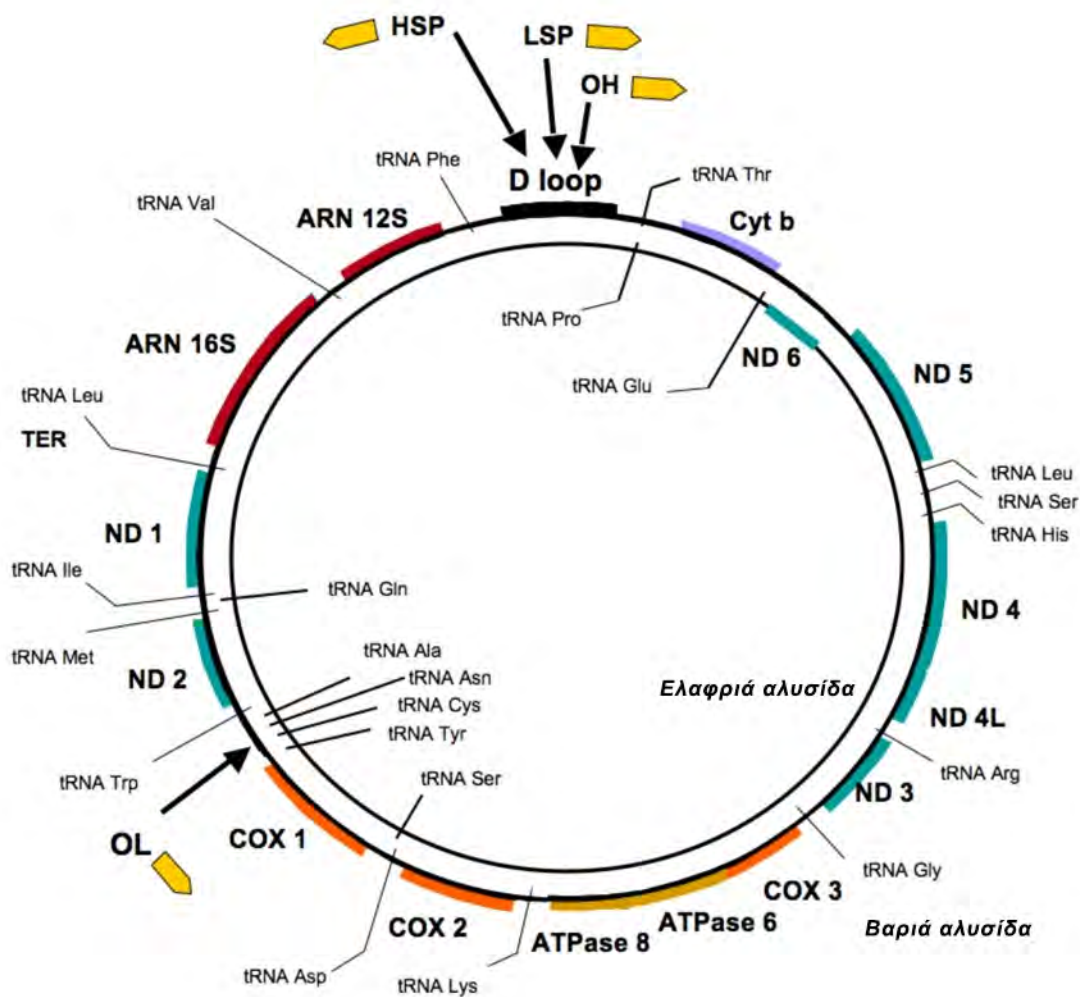 HSP
LSP
OH
tRNA Phe
D loop
tRNA Thr
tRNA Val
ARN 12S
Cyt b
tRNA Pro
ARN 16S
ND 6
ND 5
tRNA Glu
tRNA Leu
TER
tRNA Leu
tRNA Ser
tRNA His
ND 1
tRNA Ile
tRNA Gln
ND 4
tRNA Met
tRNA Ala
ND 2
tRNA Asn
Ελαφριά αλυσίδα
tRNA Cys
ND 4L
tRNA Tyr
tRNA Trp
tRNA Ser
tRNA Arg
ND 3
OL
COX 1
tRNA Gly
COX 3
COX 2
ATPase 6
Βαριά αλυσίδα
ATPase 8
tRNA Asp
tRNA Lys